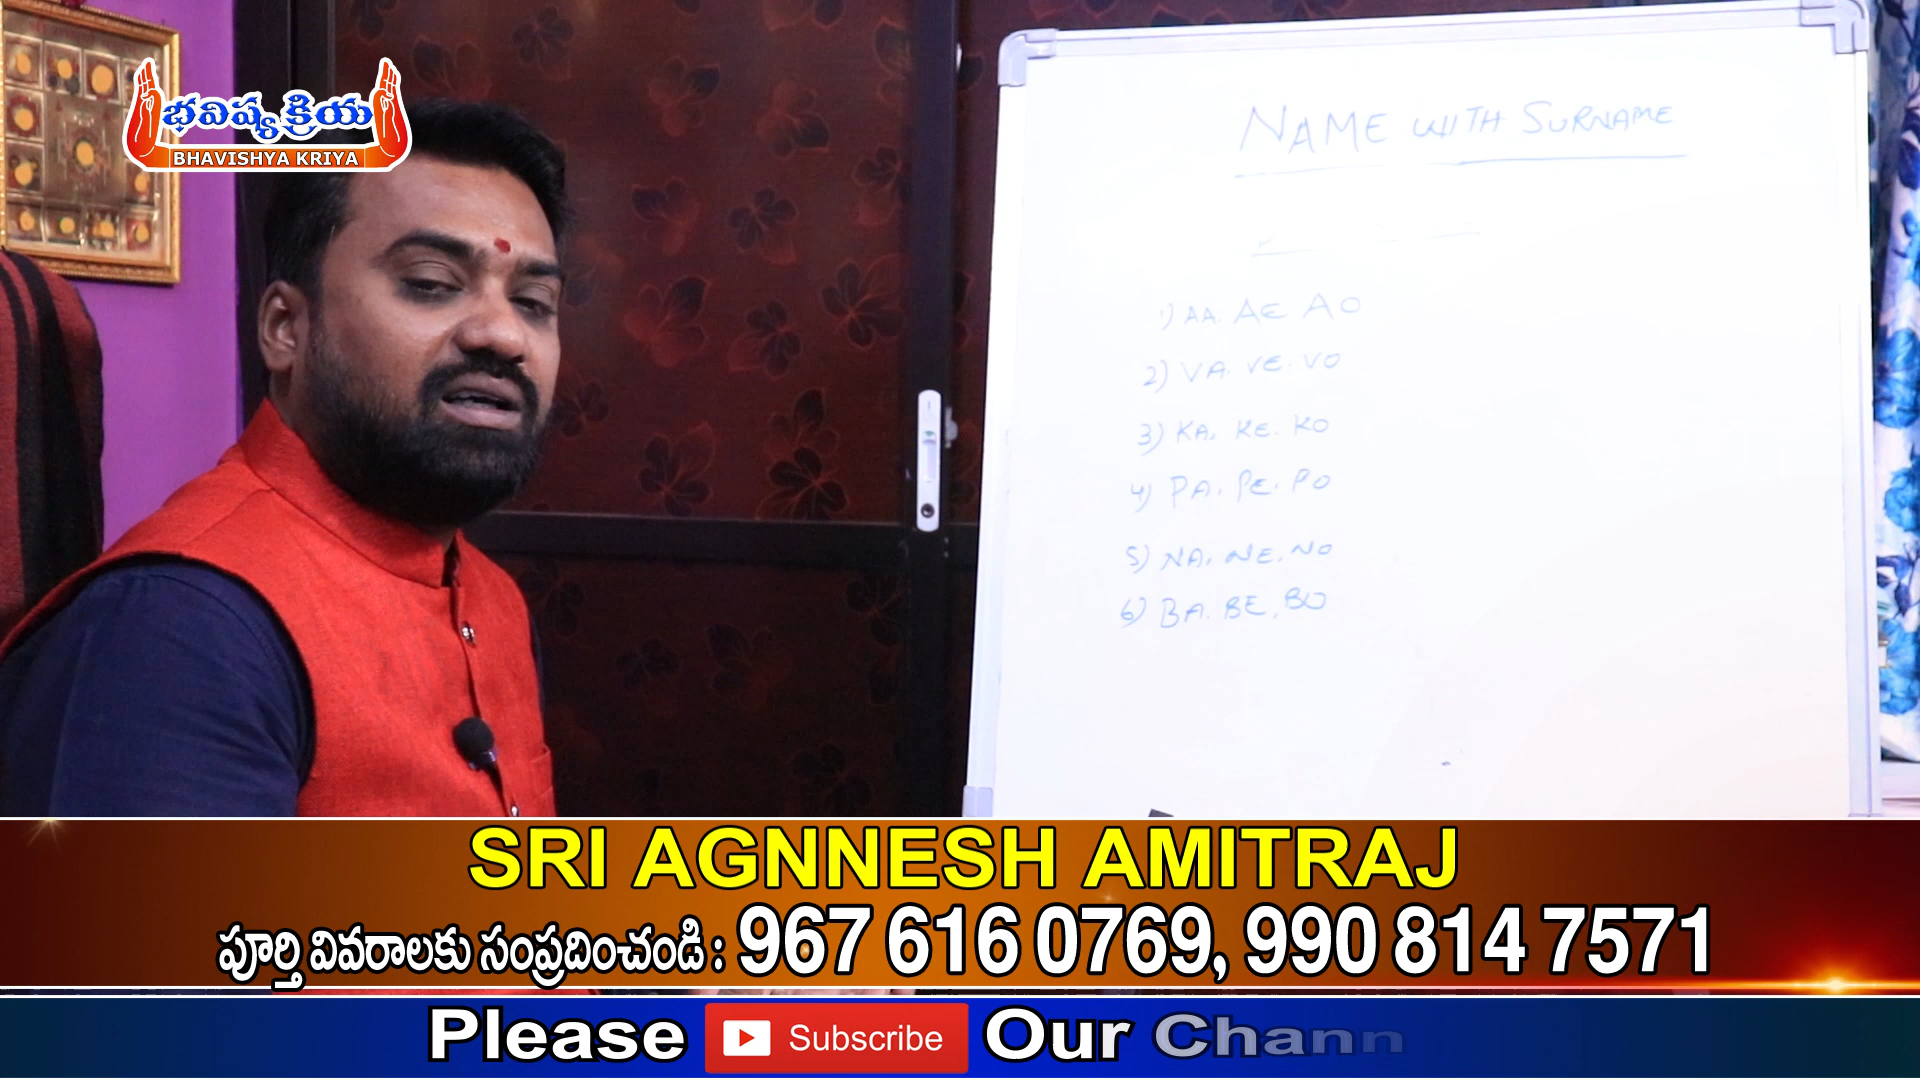 భవిష్య క్రియ
BHAVISHYA KRIYA
NAME WITH SURNAME
1) AA. AE AO
2) VA. VE. VO
3) KA. KE. KO
4) PA. PE. PO
5) NA. NE. NO
6) BA. BE. BO
SRI AGNNESH AMITRAJ
పూర్తి వివరాలకు సంప్రదించండి : 967 616 0769, 990 814 7571
Please Subscribe Our Chann